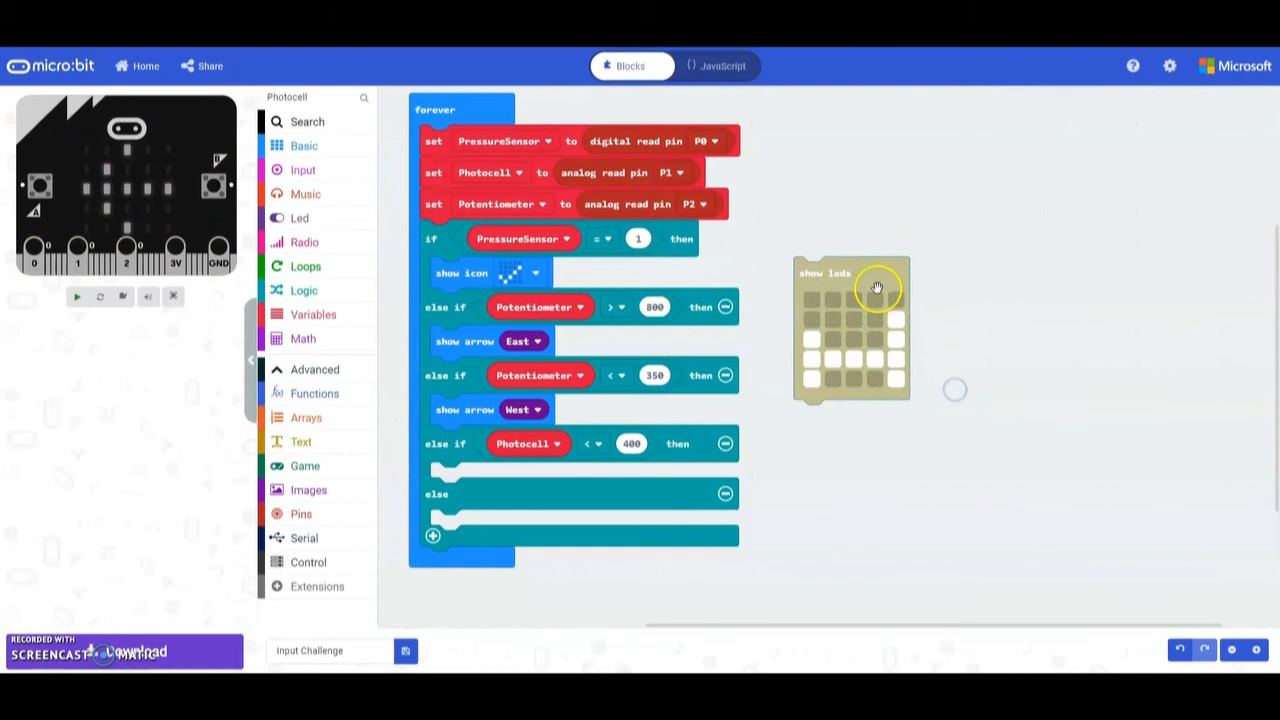 micro:bit Home Share Blocks {} JavaScript Microsoft
Photocell
Search
Basic
Input
Music
Led
Radio
Loops
Logic
Variables
Math
Advanced
Functions
Arrays
Text
Game
Images
Pins
Serial
Control
Extensions
A B
0 1 2 3V GND
forever
set PressureSensor to digital read pin P0
set Photocell to analog read pin P1
set Potentiometer to analog read pin P2
if PressureSensor = 1 then
show icon
else if Potentiometer > 800 then
show arrow East
else if Potentiometer < 350 then
show arrow West
else if Photocell < 400 then
else
show leds
RECORDED WITH
SCREENCAST MATIC
Download
Input Challenge